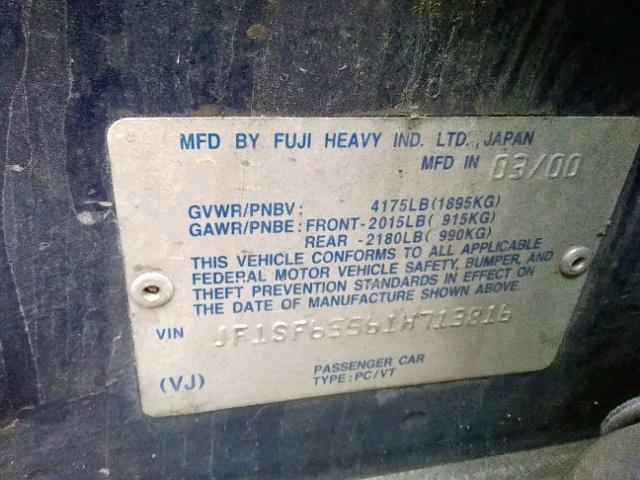 MFD BY FUJI HEAVY IND. LTD., JAPAN
MFD IN 03/00
GVWR/PNBV: 4175LB(1895KG)
GAWR/PNBE: FRONT-2015LB( 915KG)
REAR -2180LB( 990KG)
THIS VEHICLE CONFORMS TO ALL APPLICABLE
FEDERAL MOTOR VEHICLE SAFETY, BUMPER, AND
THEFT PREVENTION STANDARDS IN EFFECT ON
THE DATE OF MANUFACTURE SHOWN ABOVE.
VIN JF1SF65561H713816
PASSENGER CAR
(VJ) TYPE: PC/VT